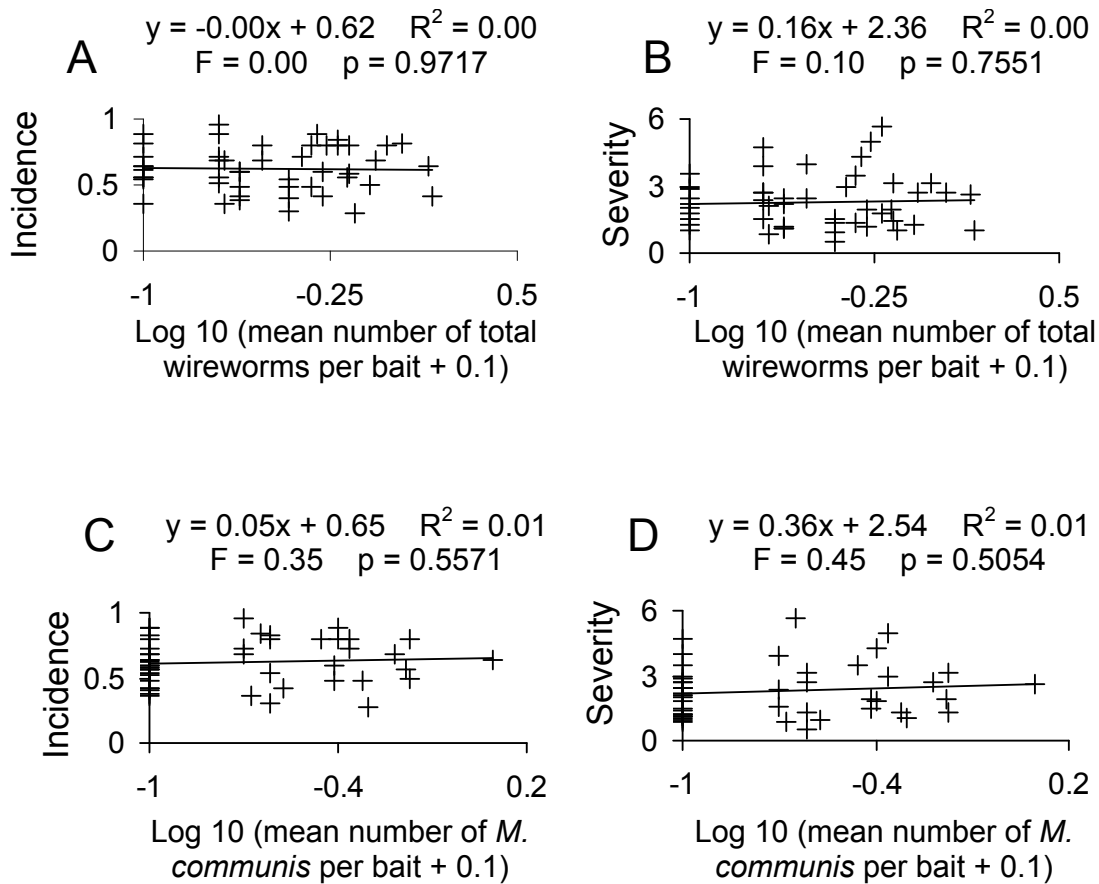 A
y = -0.00x + 0.62 R² = 0.00
F = 0.00 p = 0.9717
Incidence
1
0.5
0
-1 -0.25 0.5
Log 10 (mean number of total
wireworms per bait + 0.1)
B
y = 0.16x + 2.36 R² = 0.00
F = 0.10 p = 0.7551
Severity
6
3
0
-1 -0.25 0.5
Log 10 (mean number of total
wireworms per bait + 0.1)
C
y = 0.05x + 0.65 R² = 0.01
F = 0.35 p = 0.5571
Incidence
1
0.5
0
-1 -0.4 0.2
Log 10 (mean number of M.
communis per bait + 0.1)
D
y = 0.36x + 2.54 R² = 0.01
F = 0.45 p = 0.5054
Severity
6
3
0
-1 -0.4 0.2
Log 10 (mean number of M.
communis per bait + 0.1)